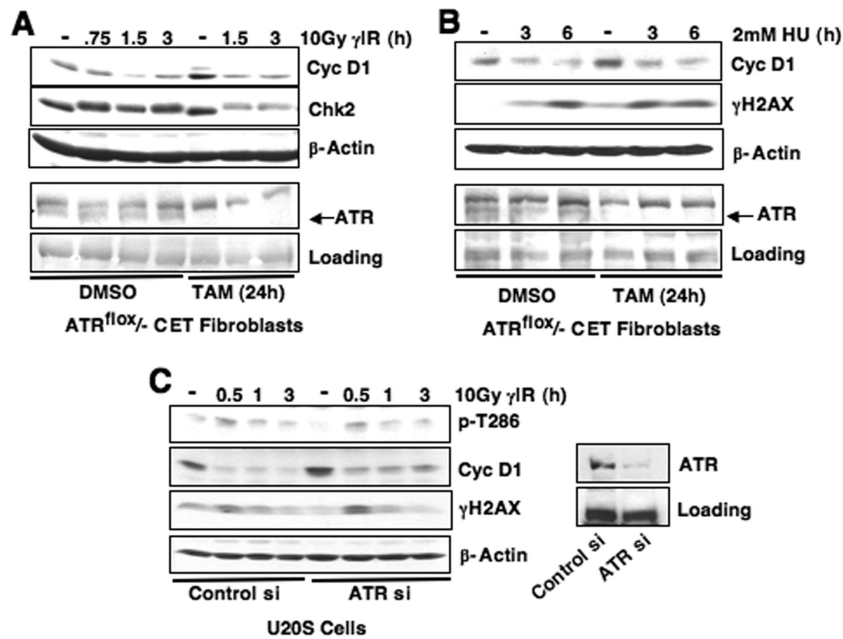 A
- .75 1.5 3 - 1.5 3 10Gy γIR (h)
Cyc D1
Chk2
β-Actin
ATR
Loading
DMSO TAM (24h)
ATRflox/- CET Fibroblasts
B
- 3 6 - 3 6 2mM HU (h)
Cyc D1
γH2AX
β-Actin
ATR
Loading
DMSO TAM (24h)
ATRflox/- CET Fibroblasts
C
- 0.5 1 3 - 0.5 1 3 10Gy γIR (h)
p-T286
Cyc D1
γH2AX
β-Actin
Control si ATR si
U20S Cells
ATR
Loading
Control si
ATR si